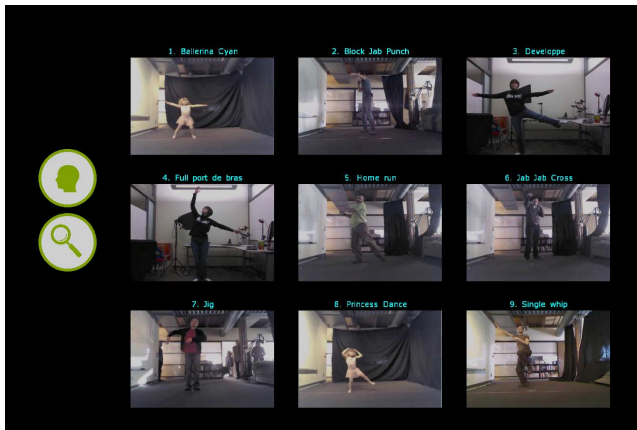 1. Ballerina Cyan
2. Block Jab Punch
3. Developpe
4. Full port de bras
5. Home run
6. Jab Jab Cross
7. Jig
8. Princess Dance
9. Single whip